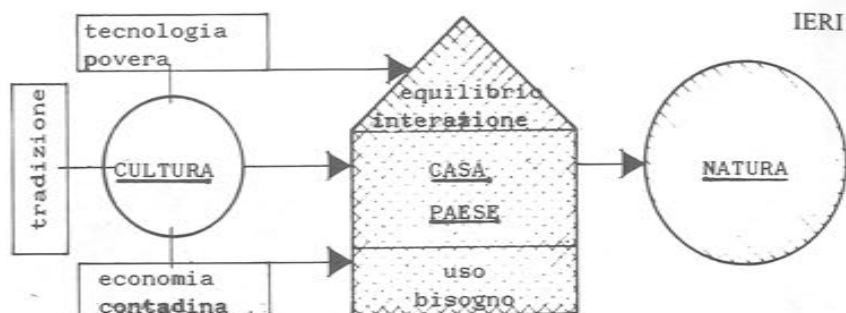 IERI
tecnologia
povera
tradizione
CULTURA
equilibrio
interazione
CASA
PAESE
NATURA
economia
contadina
uso
bisogno